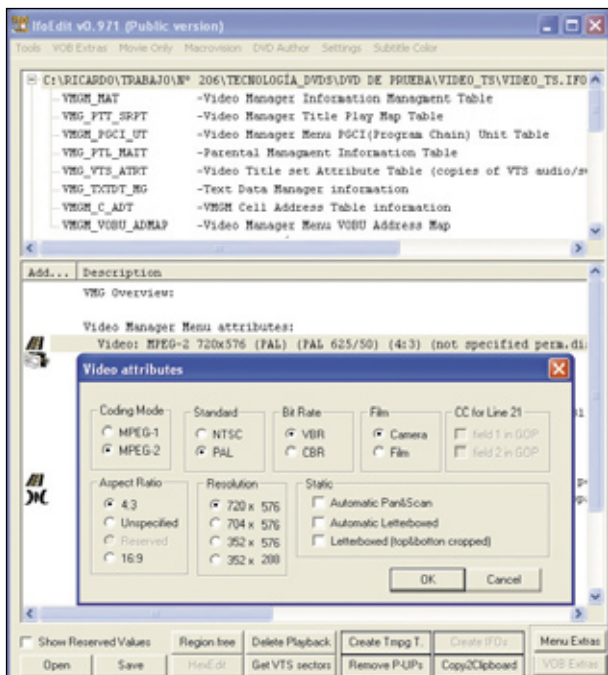 IfoEdit v0.971 (Public version)
Tools VOB Extras Movie Only Macrovision DVD Author Settings Subtitle Color
C:\RICARDO\TRABAJO\Nº 206\TECNOLOGÍA_DVDS\DVD DE PRUEBA\VIDEO_TS\VIDEO_TS.IFO
VMGM_MAT -Video Manager Information Managment Table
VMG_PTT_SRPT -Video Manager Title Play Map Table
VMGM_PGCI_UT -Video Manager Menu PGCI(Program Chain) Unit Table
VMG_PTL_MAIT -Parental Managment Information Table
VMG_VTS_ATRT -Video Title set Attribute Table (copies of VTS audio/
VMG_TXTDT_MG -Text Data Manager information
VMGM_C_ADT -VMGM Cell Address Table information
VMGM_VOBU_ADMAP -Video Manager Menu VOBU Address Map
Add... Description
VMG Overview:
Video Manager Menu attributes:
Video: MPEG-2 720x576 (PAL) (PAL 625/50) (4:3) (not specified perm.di
Video attributes
Coding Mode Standard Bit Rate Film CC for Line 21
MPEG-1 NTSC VBR Camera field 1 in GOP
MPEG-2 PAL CBR Film field 2 in GOP
Aspect Ratio Resolution Static
4:3 720 x 576 Automatic Pan&Scan
Unspecified 704 x 576 Automatic Letterboxed
Reserved 352 x 576 Letterboxed (top&botton cropped)
16:9 352 x 288
OK Cancel
Show Reserved Values Region free Delete Playback Create Tmpg T. Create IFOs Menu Extras
Open Save HexEdit Get VTS sectors Remove P-UPs Copy2Clipboard VOB Extras